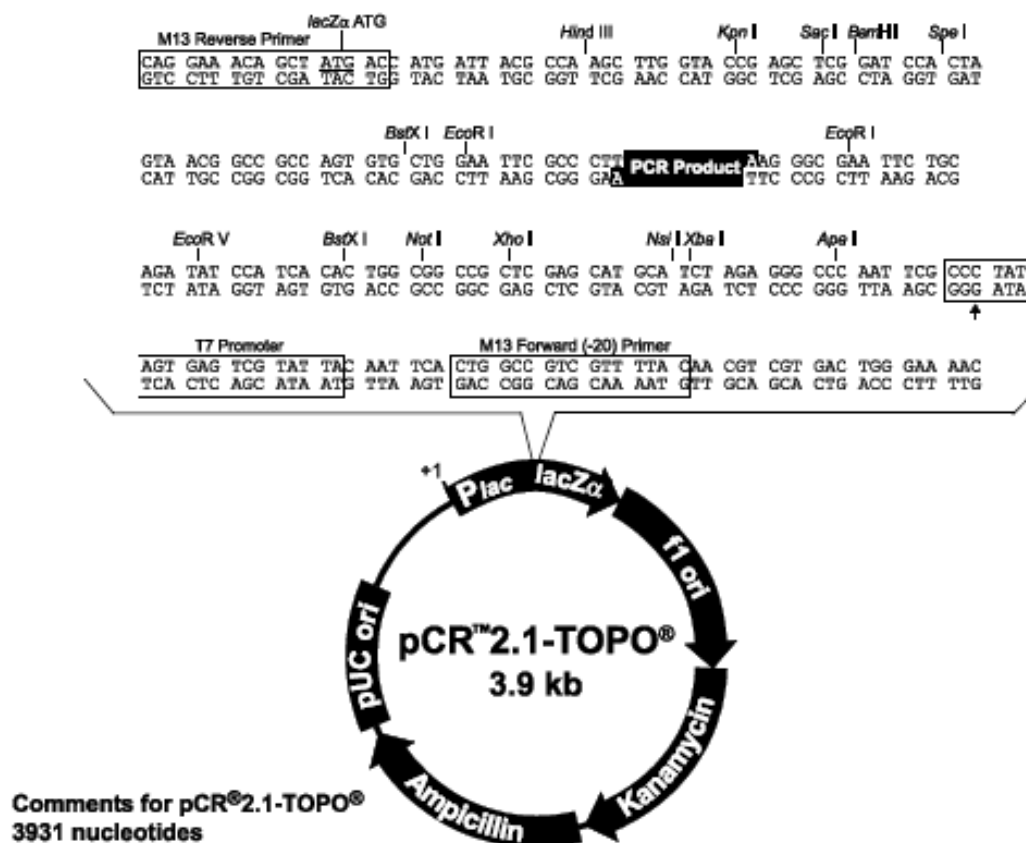 lacZα ATG
M13 Reverse Primer
Hind III Kpn I Sac I BamHI Spe I
CAG GAA ACA GCT ATG ACC ATG ATT ACG CCA AGC TTG GTA CCG AGC TCG GAT CCA CTA
GTC CTT TGT CGA TAC TGG TAC TAA TGC GGT TCG AAC CAT GGC TCG AGC CTA GGT GAT
BstX I EcoR I EcoR I
GTA ACG GCC GCC AGT GTG CTG GAA TTC GCC CTT PCR Product AAG GGC GAA TTC TGC
CAT TGC CGG CGG TCA CAC GAC CTT AAG CGG GAA TTC CCG CTT AAG ACG
EcoR V BstX I Not I Xho I Nsi I Xba I Apa I
AGA TAT CCA TCA CAC TGG CGG CCG CTC GAG CAT GCA TCT AGA GGG CCC AAT TCG CCC TAT
TCT ATA GGT AGT GTG ACC GCC GGC GAG CTC GTA CGT AGA TCT CCC GGG TTA AGC GGG ATA
T7 Promoter M13 Forward (-20) Primer
AGT GAG TCG TAT TAC AAT TCA CTG GCC GTC GTT TTA CAA CGT CGT GAC TGG GAA AAC
TCA CTC AGC ATA ATG TTA AGT GAC CGG CAG CAA AAT GTT GCA GCA CTG ACC CTT TTG
+1
Plac lacZα
f1 ori
pUC ori
pCR™2.1-TOPO®
3.9 kb
Kanamycin
Ampicillin
Comments for pCR®2.1-TOPO®
3931 nucleotides